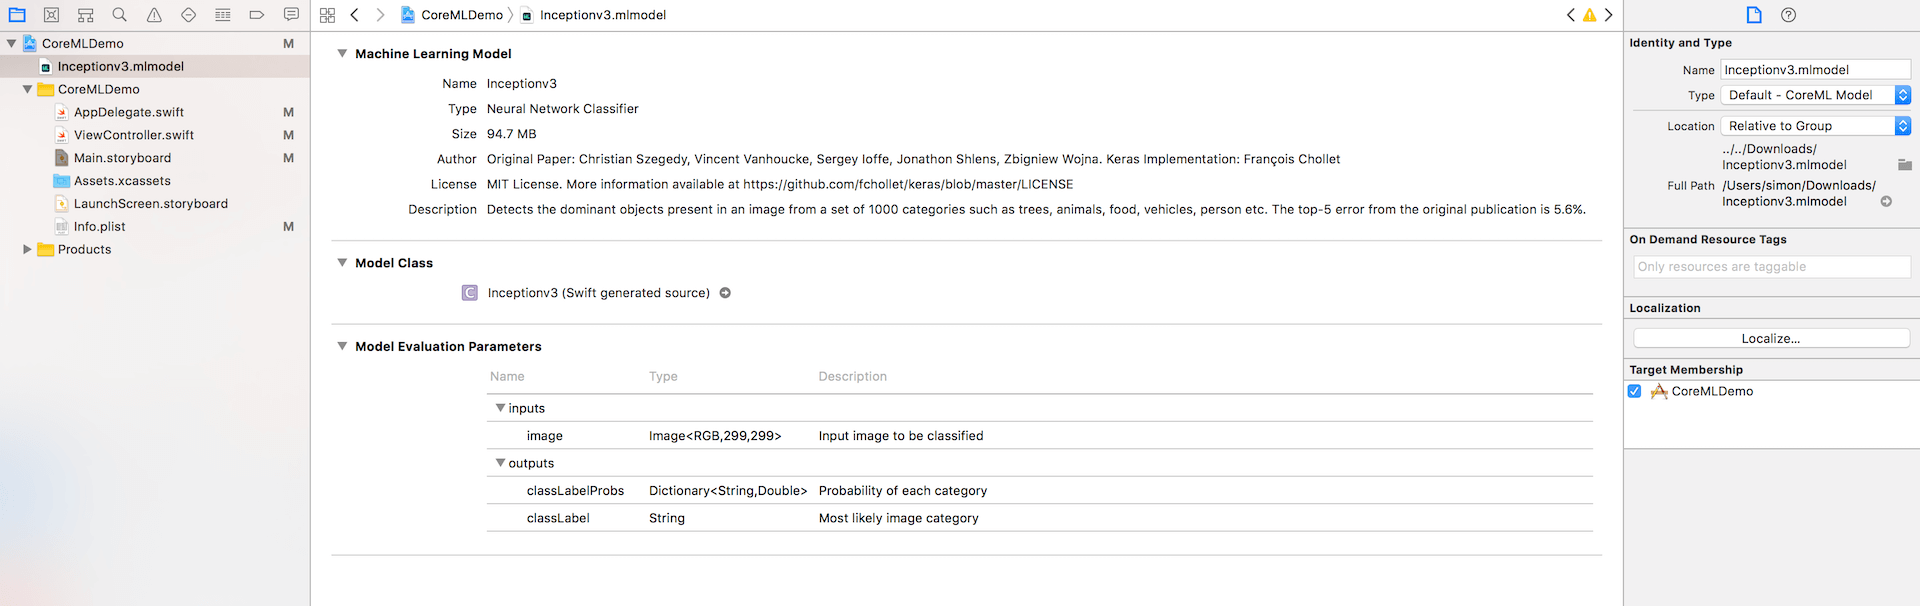 CoreMLDemo M
Inceptionv3.mlmodel
CoreMLDemo
AppDelegate.swift M
ViewController.swift M
Main.storyboard M
Assets.xcassets
LaunchScreen.storyboard
Info.plist M
Products
CoreMLDemo Inceptionv3.mlmodel
Machine Learning Model
Name Inceptionv3
Type Neural Network Classifier
Size 94.7 MB
Author Original Paper: Christian Szegedy, Vincent Vanhoucke, Sergey Ioffe, Jonathon Shlens, Zbigniew Wojna. Keras Implementation: François Chollet
License MIT License. More information available at https://github.com/fchollet/keras/blob/master/LICENSE
Description Detects the dominant objects present in an image from a set of 1000 categories such as trees, animals, food, vehicles, person etc. The top-5 error from the original publication is 5.6%.
Model Class
C Inceptionv3 (Swift generated source)
Model Evaluation Parameters
Name Type Description
inputs
image Image<RGB,299,299> Input image to be classified
outputs
classLabelProbs Dictionary<String,Double> Probability of each category
classLabel String Most likely image category
Identity and Type
Name Inceptionv3.mlmodel
Type Default - CoreML Model
Location Relative to Group
../../Downloads/
Inceptionv3.mlmodel
Full Path /Users/simon/Downloads/
Inceptionv3.mlmodel
On Demand Resource Tags
Only resources are taggable
Localization
Localize...
Target Membership
CoreMLDemo